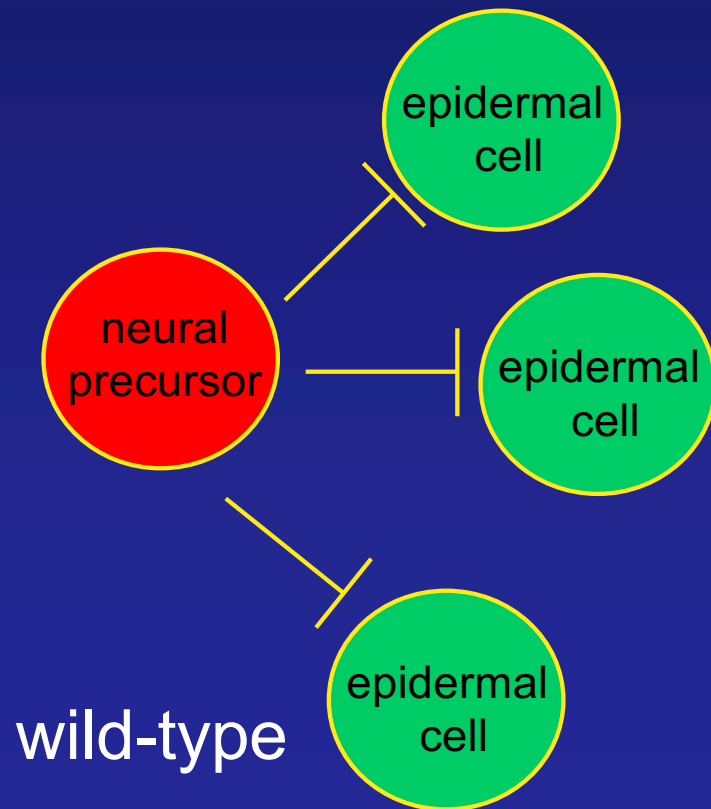 epidermal
cell
neural
precursor
epidermal
cell
epidermal
cell
wild-type